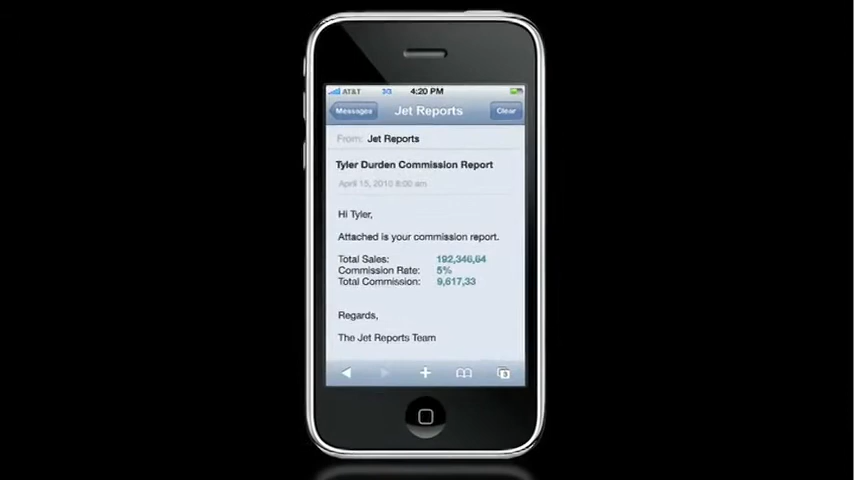 AT&T 3G 4:20 PM
Messages Jet Reports Clear
From: Jet Reports
Tyler Durden Commission Report
April 15, 2010 8:00 am
Hi Tyler,
Attached is your commission report.
Total Sales: 192,346,64
Commission Rate: 5%
Total Commission: 9,617,33
Regards,
The Jet Reports Team
3